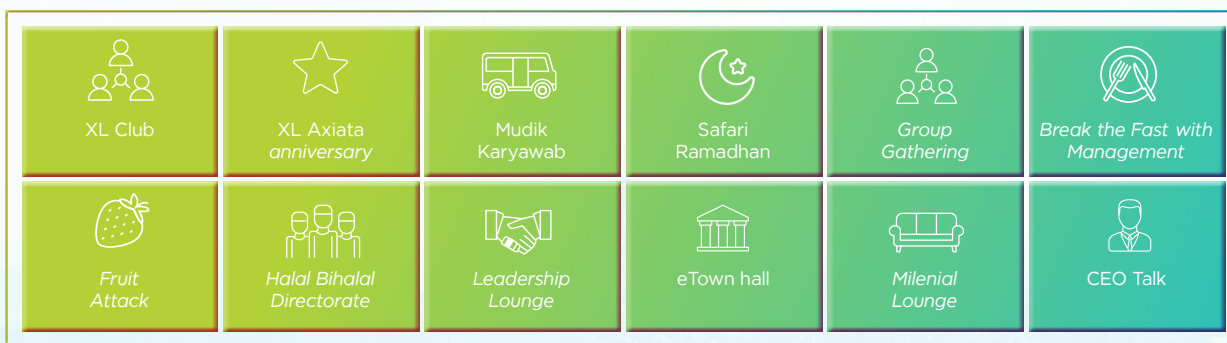 XL Club
XL Axiata
anniversary
Mudik
Karyawab
Safari
Ramadhan
Group
Gathering
Break the Fast with
Management
Fruit
Attack
Halal Bihalal
Directorate
Leadership
Lounge
eTown hall
Milenial
Lounge
CEO Talk